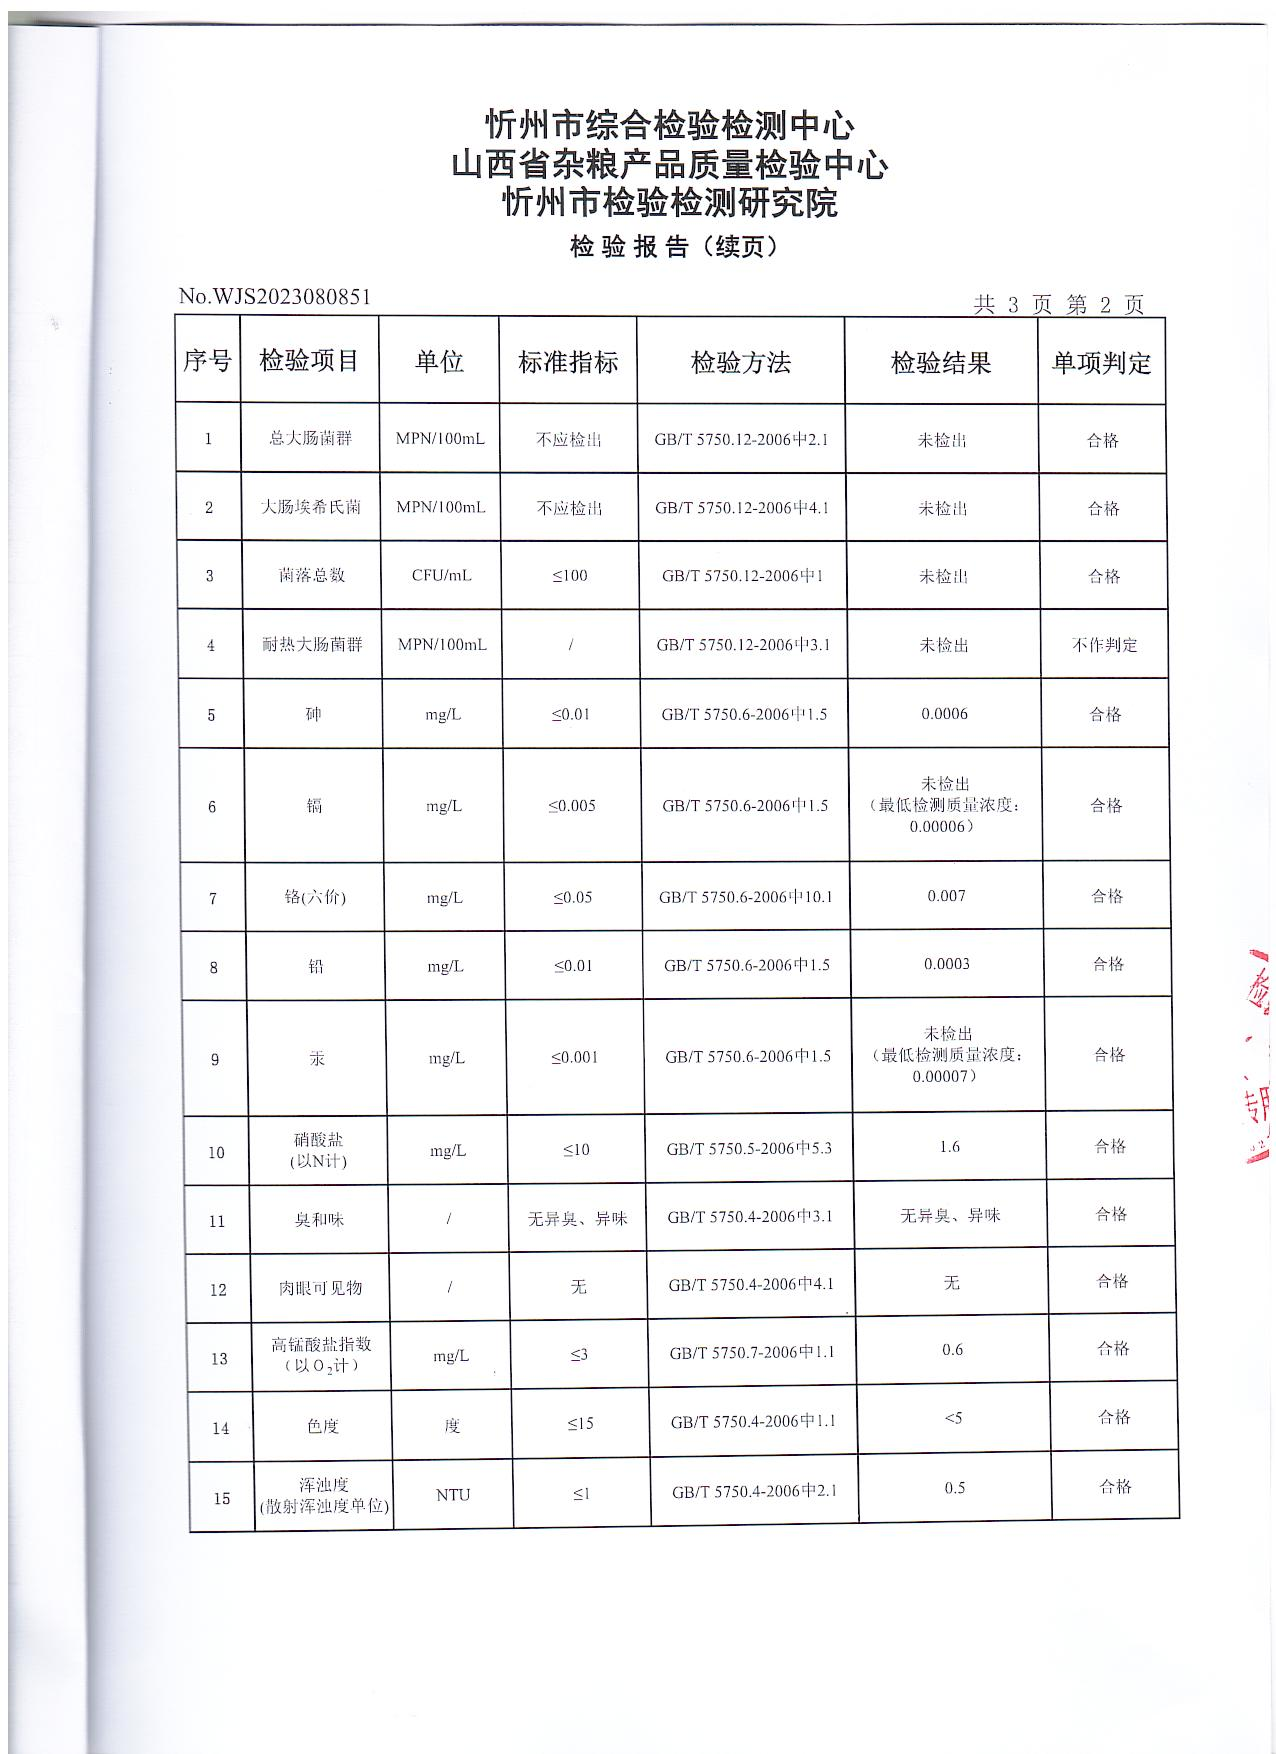 忻州市综合检验检测中心
山西省杂粮产品质量检验中心
忻州市检验检测研究院
检验报告（续页）
No.WJS2023080851
共 3 页 第 2 页
序号 检验项目 单位 标准指标 检验方法 检验结果 单项判定
1 总大肠菌群 MPN/100mL 不应检出 GB/T 5750.12-2006中2.1 未检出 合格
2 大肠埃希氏菌 MPN/100mL 不应检出 GB/T 5750.12-2006中4.1 未检出 合格
3 菌落总数 CFU/mL ≤100 GB/T 5750.12-2006中1 未检出 合格
4 耐热大肠菌群 MPN/100mL / GB/T 5750.12-2006中3.1 未检出 不作判定
5 砷 mg/L ≤0.01 GB/T 5750.6-2006中1.5 0.0006 合格
6 镉 mg/L ≤0.005 GB/T 5750.6-2006中1.5 未检出
（最低检测质量浓度：
0.00006） 合格
7 铬(六价) mg/L ≤0.05 GB/T 5750.6-2006中10.1 0.007 合格
8 铅 mg/L ≤0.01 GB/T 5750.6-2006中1.5 0.0003 合格
9 汞 mg/L ≤0.001 GB/T 5750.6-2006中1.5 未检出
（最低检测质量浓度：
0.00007） 合格
10 硝酸盐
(以N计) mg/L ≤10 GB/T 5750.5-2006中5.3 1.6 合格
11 臭和味 / 无异臭、异味 GB/T 5750.4-2006中3.1 无异臭、异味 合格
12 肉眼可见物 / 无 GB/T 5750.4-2006中4.1 无 合格
13 高锰酸盐指数
（以O₂计） mg/L ≤3 GB/T 5750.7-2006中1.1 0.6 合格
14 色度 度 ≤15 GB/T 5750.4-2006中1.1 <5 合格
15 浑浊度
(散射浑浊度单位) NTU ≤1 GB/T 5750.4-2006中2.1 0.5 合格